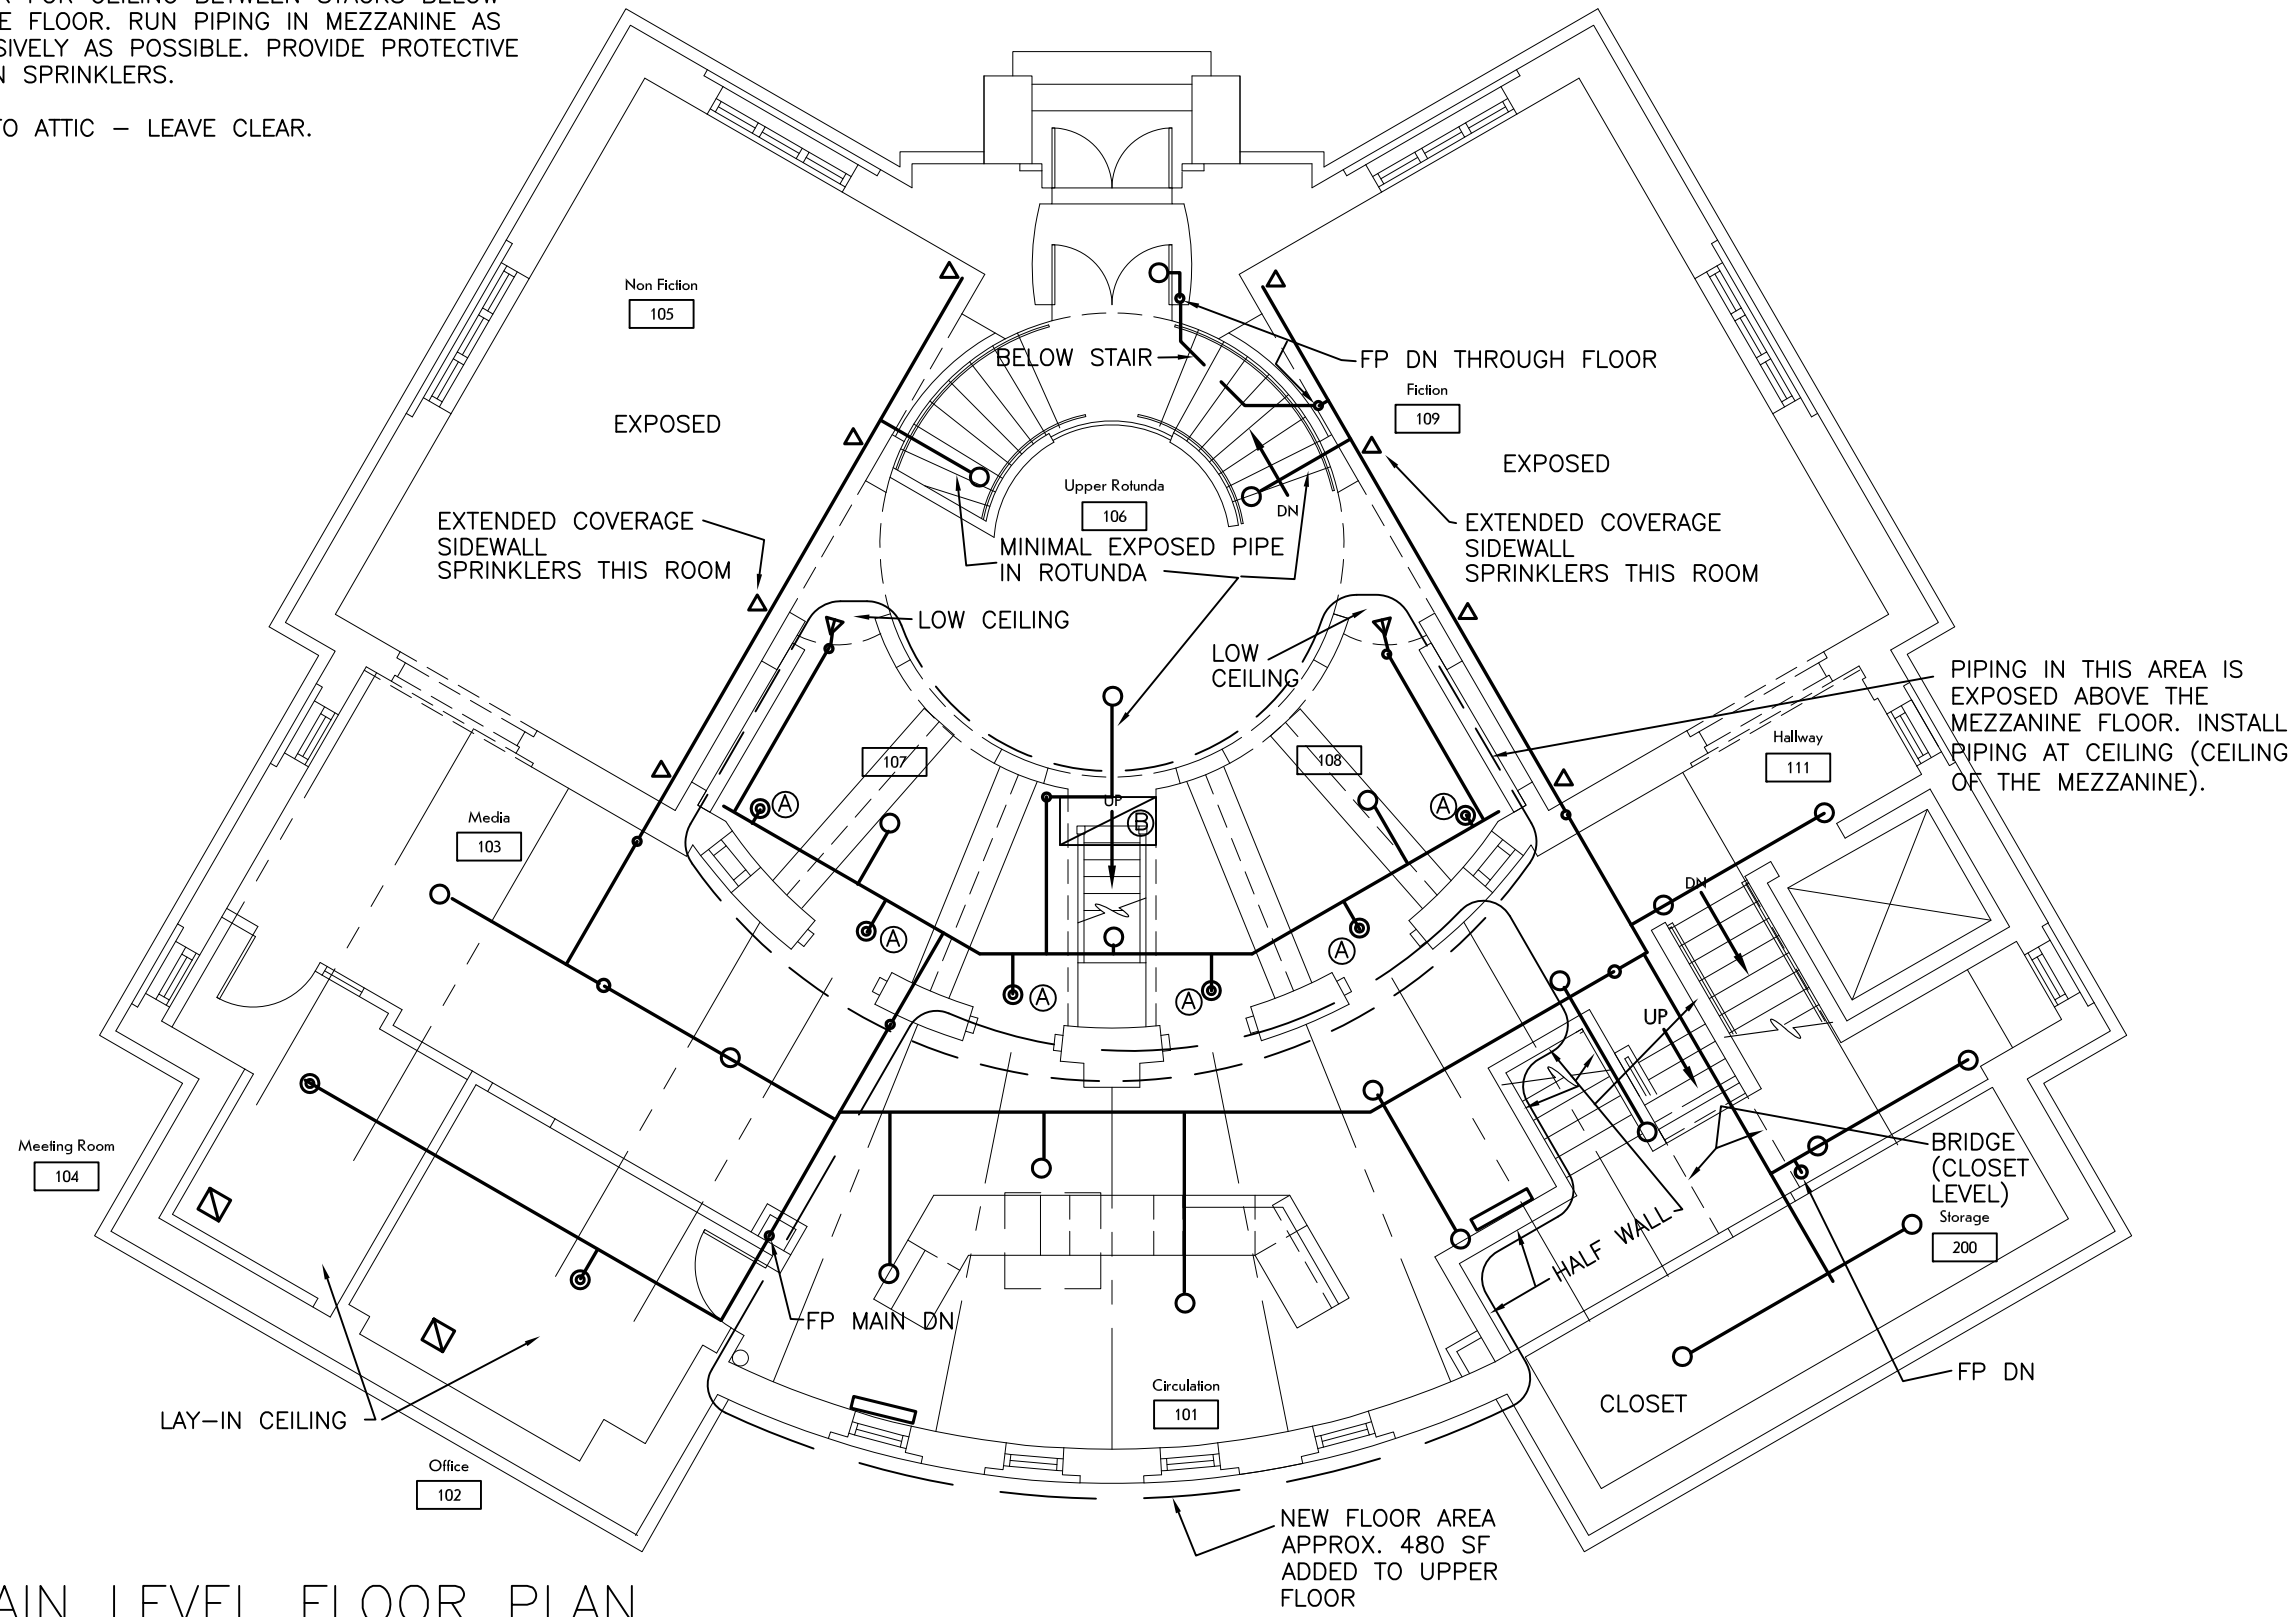 FLOOR. RUN PIPING IN MEZZANINE AS
AS POSSIBLE. PROVIDE PROTECTIVE
SPRINKLERS.
ATTIC – LEAVE CLEAR.
Non Fiction
105
EXPOSED
BELOW STAIR
FP DN THROUGH FLOOR
Fiction
109
EXPOSED
Upper Rotunda
106
DN
EXTENDED COVERAGE
SIDEWALL
SPRINKLERS THIS ROOM
MINIMAL EXPOSED PIPE
IN ROTUNDA
EXTENDED COVERAGE
SIDEWALL
SPRINKLERS THIS ROOM
LOW CEILING
LOW
CEILING
PIPING IN THIS AREA IS
EXPOSED ABOVE THE
MEZZANINE FLOOR. INSTALL
PIPING AT CEILING (CEILING
OF THE MEZZANINE).
107
108
Hallway
111
Media
103
A
UP
B
A
DN
A
A
A
A
UP
Meeting Room
104
BRIDGE
(CLOSET
LEVEL)
Storage
200
HALF WALL
FP MAIN DN
FP DN
LAY-IN CEILING
Circulation
101
CLOSET
Office
102
NEW FLOOR AREA
APPROX. 480 SF
ADDED TO UPPER
FLOOR
LEVEL FLOOR PLAN